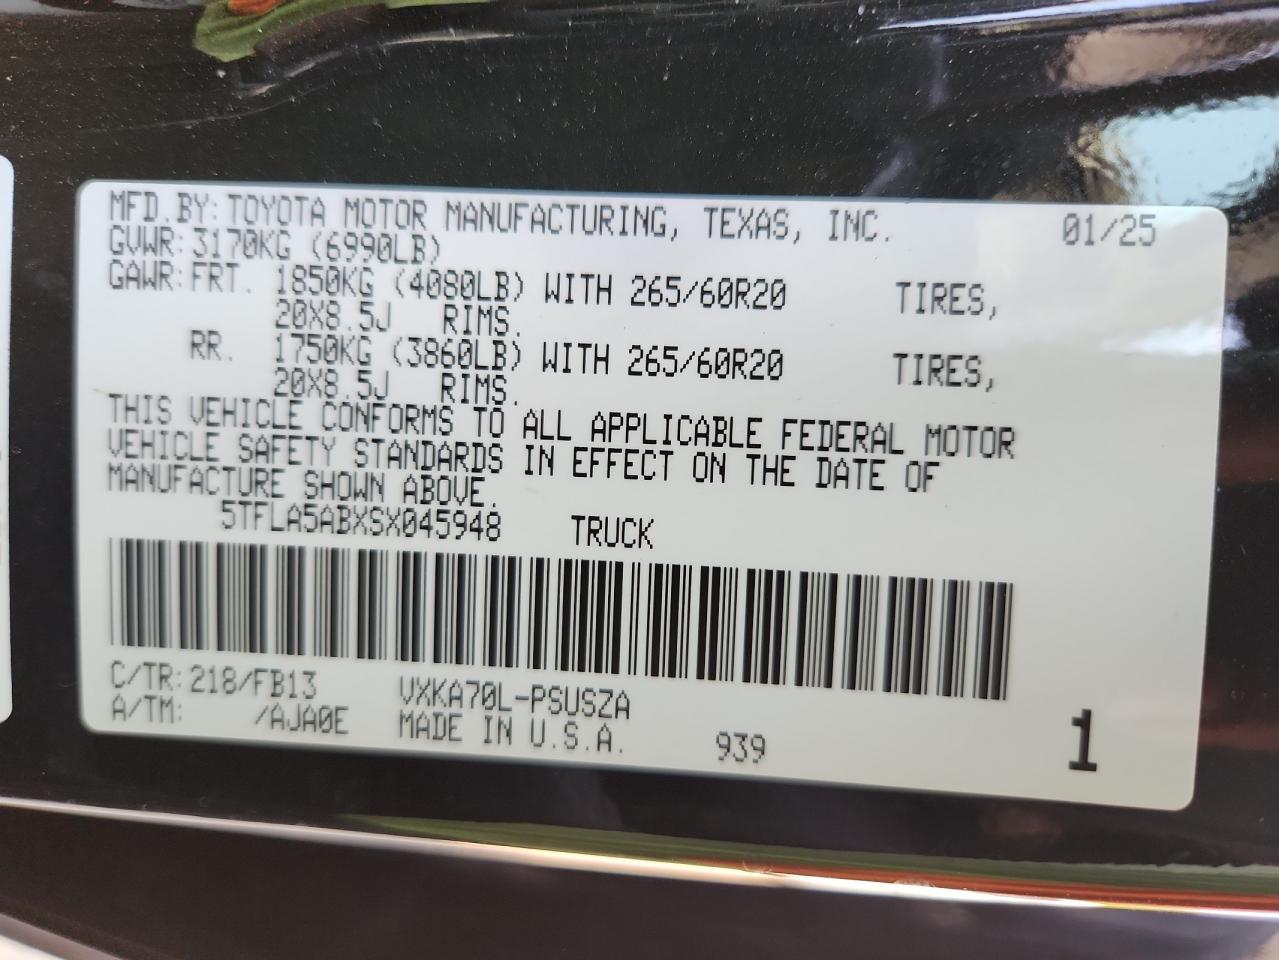 MFD.BY:TOYOTA MOTOR MANUFACTURING, TEXAS, INC. 01/25
GVWR:3170KG (6990LB)
GAWR:FRT. 1850KG (4080LB) WITH 265/60R20 TIRES,
20X8.5J RIMS.
RR. 1750KG (3860LB) WITH 265/60R20 TIRES,
20X8.5J RIMS.
THIS VEHICLE CONFORMS TO ALL APPLICABLE FEDERAL MOTOR
VEHICLE SAFETY STANDARDS IN EFFECT ON THE DATE OF
MANUFACTURE SHOWN ABOVE.
5TFLA5ABXSX045948 TRUCK
C/TR:218/FB13 VXKA70L-PSUSZA
A/TM: /AJA0E MADE IN U.S.A. 939 1